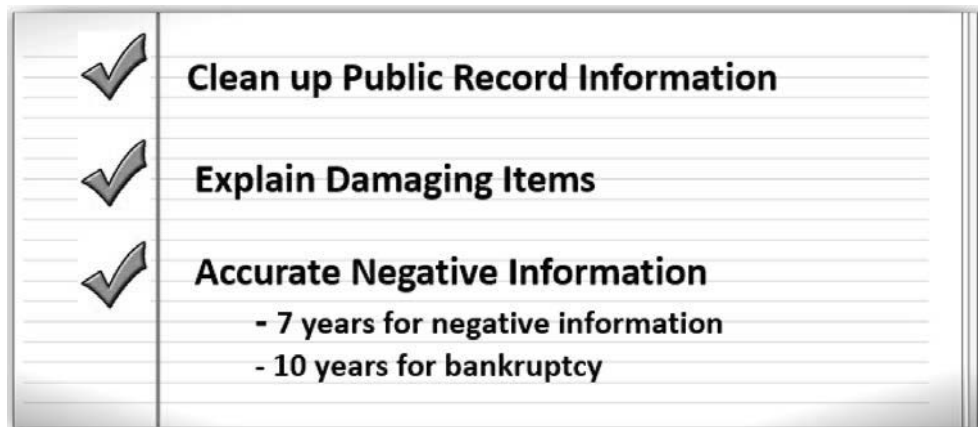 Clean up Public Record Information
Explain Damaging Items
Accurate Negative Information
- 7 years for negative information
- 10 years for bankruptcy